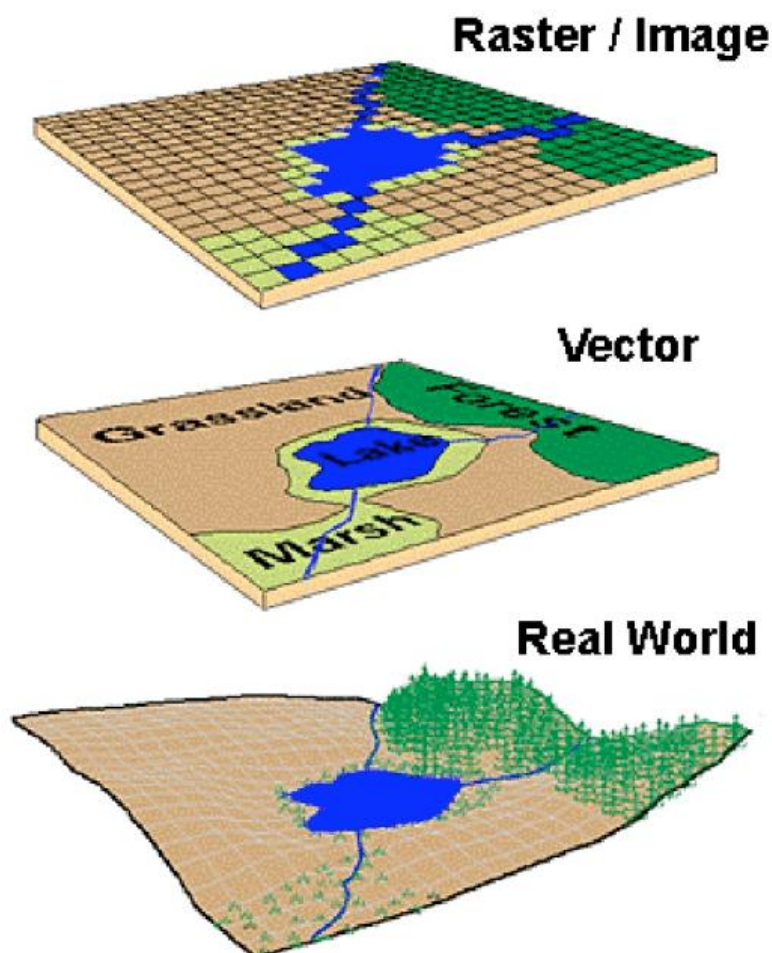 Raster / Image
Vector
Grassland
Forest
Lake
Marsh
Real World